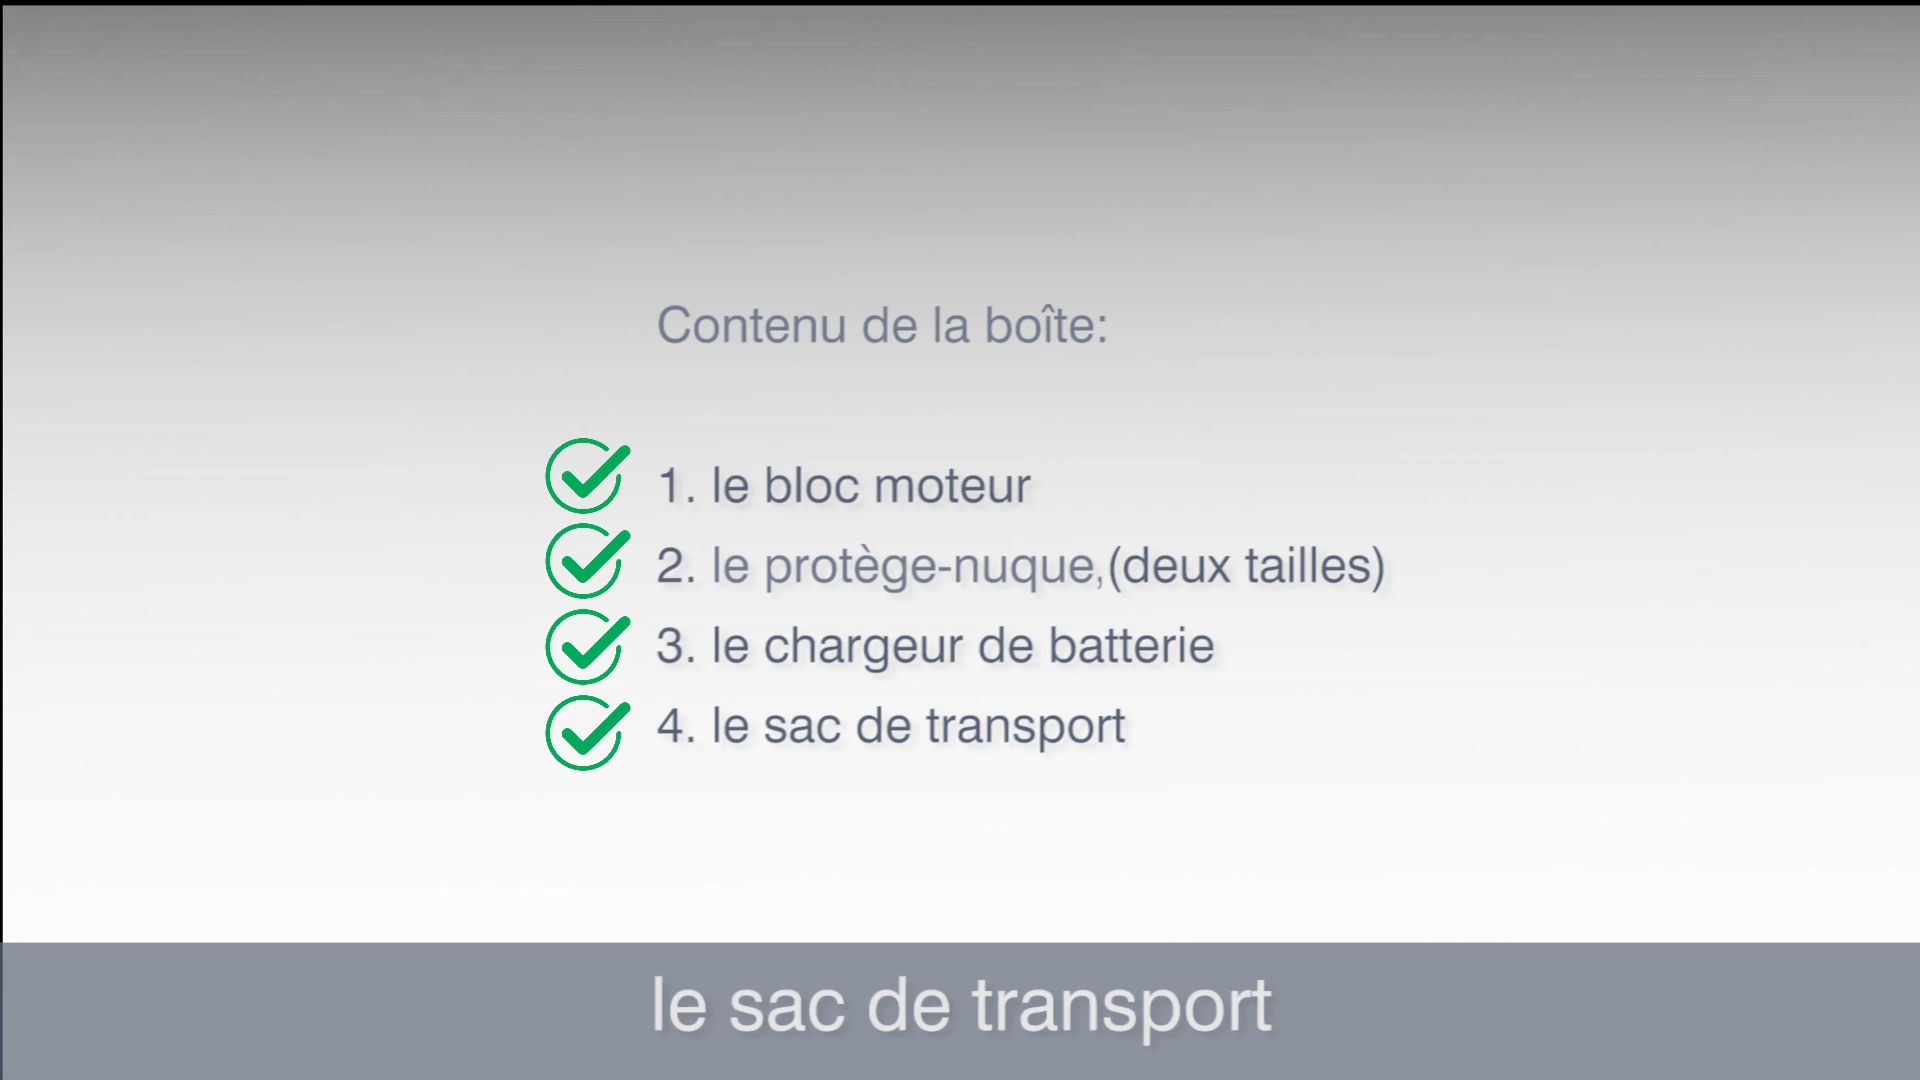 Contenu de la boîte:
1. le bloc moteur
2. le protège-nuque,(deux tailles)
3. le chargeur de batterie
4. le sac de transport
le sac de transport